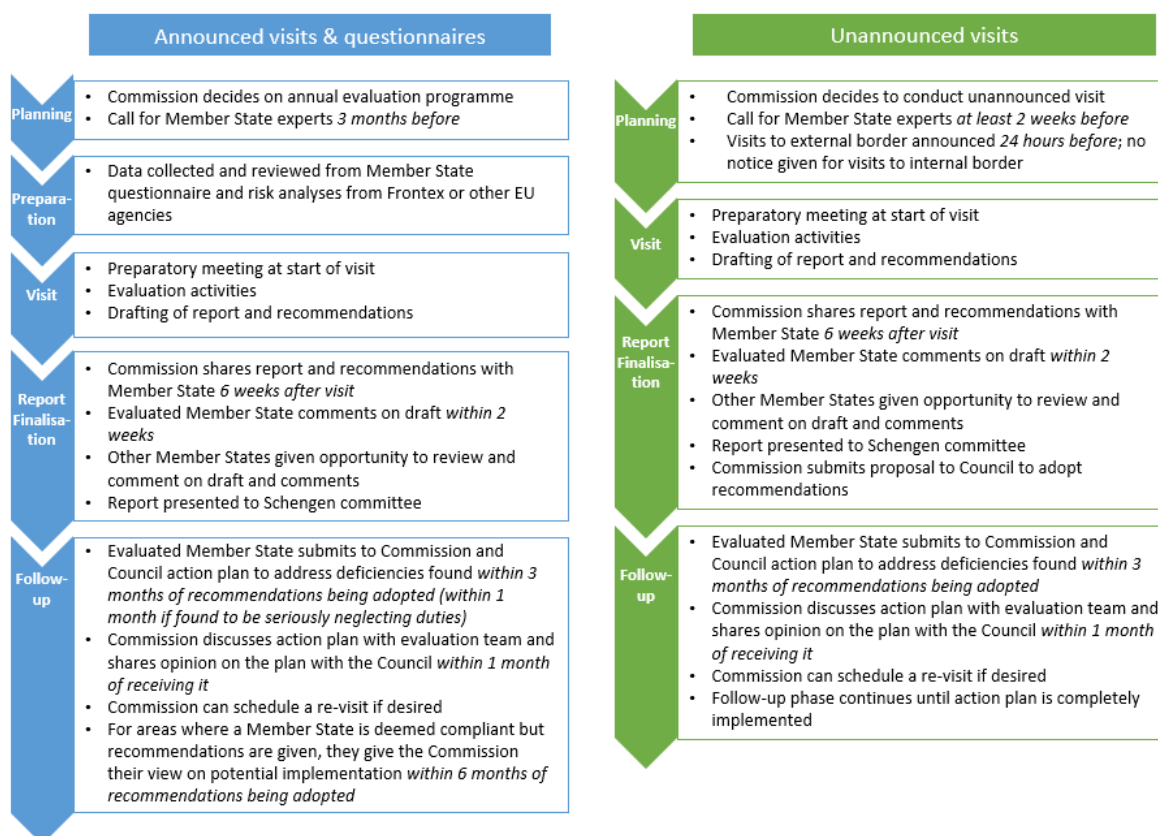 Announced visits & questionnaires
Planning
• Commission decides on annual evaluation programme
• Call for Member State experts 3 months before
Prepara-
tion
• Data collected and reviewed from Member State
questionnaire and risk analyses from Frontex or other EU
agencies
Visit
• Preparatory meeting at start of visit
• Evaluation activities
• Drafting of report and recommendations
Report
Finalisa-
tion
• Commission shares report and recommendations with
Member State 6 weeks after visit
• Evaluated Member State comments on draft within 2
weeks
• Other Member States given opportunity to review and
comment on draft and comments
• Report presented to Schengen committee
Follow-
up
• Evaluated Member State submits to Commission and
Council action plan to address deficiencies found within 3
months of recommendations being adopted (within 1
month if found to be seriously neglecting duties)
• Commission discusses action plan with evaluation team and
shares opinion on the plan with the Council within 1 month
of receiving it
• Commission can schedule a re-visit if desired
• For areas where a Member State is deemed compliant but
recommendations are given, they give the Commission
their view on potential implementation within 6 months of
recommendations being adopted
Unannounced visits
Planning
• Commission decides to conduct unannounced visit
• Call for Member State experts at least 2 weeks before
• Visits to external border announced 24 hours before; no
notice given for visits to internal border
Visit
• Preparatory meeting at start of visit
• Evaluation activities
• Drafting of report and recommendations
Report
Finalisa-
tion
• Commission shares report and recommendations with
Member State 6 weeks after visit
• Evaluated Member State comments on draft within 2
weeks
• Other Member States given opportunity to review and
comment on draft and comments
• Report presented to Schengen committee
• Commission submits proposal to Council to adopt
recommendations
Follow-
up
• Evaluated Member State submits to Commission and
Council action plan to address deficiencies found within 3
months of recommendations being adopted
• Commission discusses action plan with evaluation team and
shares opinion on the plan with the Council within 1 month
of receiving it
• Commission can schedule a re-visit if desired
• Follow-up phase continues until action plan is completely
implemented